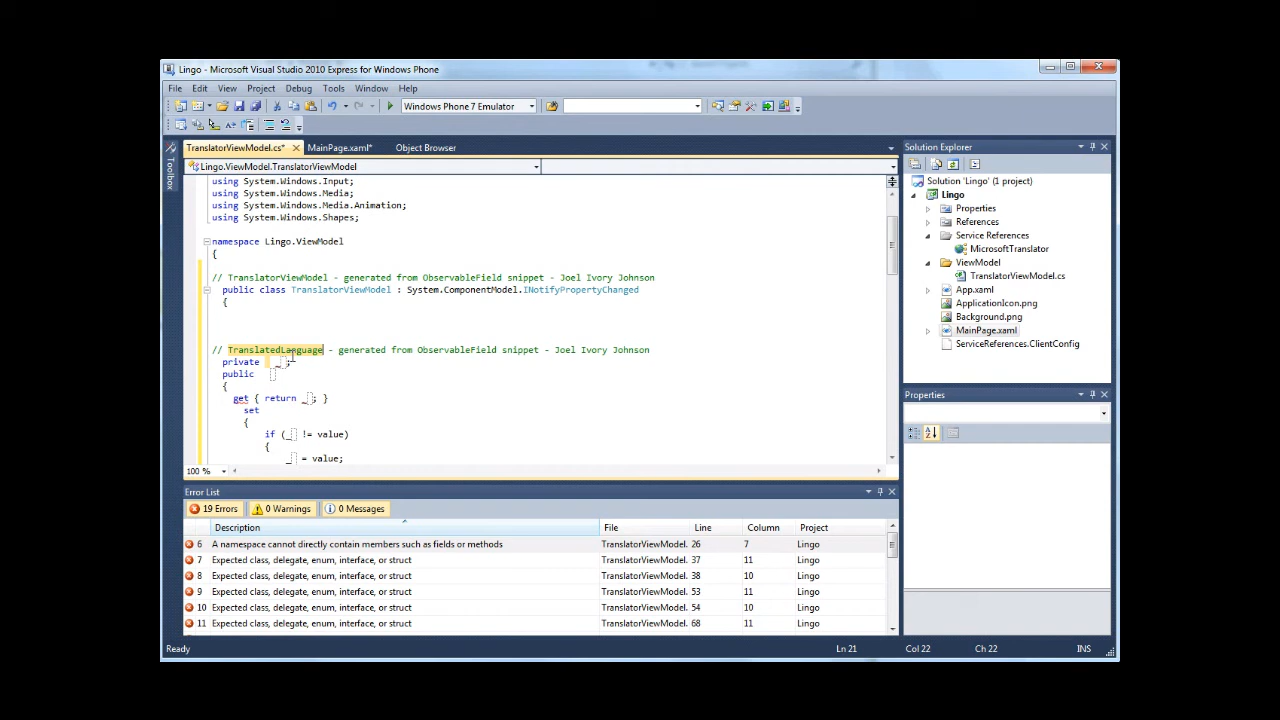 Lingo - Microsoft Visual Studio 2010 Express for Windows Phone
File Edit View Project Debug Tools Window Help
Windows Phone 7 Emulator
TranslatorViewModel.cs* MainPage.xaml* Object Browser
Toolbox
Lingo.ViewModel.TranslatorViewModel
using System.Windows.Input;
using System.Windows.Media;
using System.Windows.Media.Animation;
using System.Windows.Shapes;
namespace Lingo.ViewModel
{
// TranslatorViewModel - generated from ObservableField snippet - Joel Ivory Johnson
public class TranslatorViewModel : System.ComponentModel.INotifyPropertyChanged
{
// TranslatedLanguage - generated from ObservableField snippet - Joel Ivory Johnson
private _;
public
{
get { return _; }
set
{
if (_ != value)
{
_ = value;
100 %
Solution Explorer
Solution 'Lingo' (1 project)
Lingo
Properties
References
Service References
MicrosoftTranslator
ViewModel
TranslatorViewModel.cs
App.xaml
ApplicationIcon.png
Background.png
MainPage.xaml
ServiceReferences.ClientConfig
Properties
Error List
19 Errors 0 Warnings 0 Messages
Description File Line Column Project
6 A namespace cannot directly contain members such as fields or methods TranslatorViewModel. 26 7 Lingo
7 Expected class, delegate, enum, interface, or struct TranslatorViewModel. 37 11 Lingo
8 Expected class, delegate, enum, interface, or struct TranslatorViewModel. 38 10 Lingo
9 Expected class, delegate, enum, interface, or struct TranslatorViewModel. 53 11 Lingo
10 Expected class, delegate, enum, interface, or struct TranslatorViewModel. 54 10 Lingo
11 Expected class, delegate, enum, interface, or struct TranslatorViewModel. 68 11 Lingo
Ready Ln 21 Col 22 Ch 22 INS